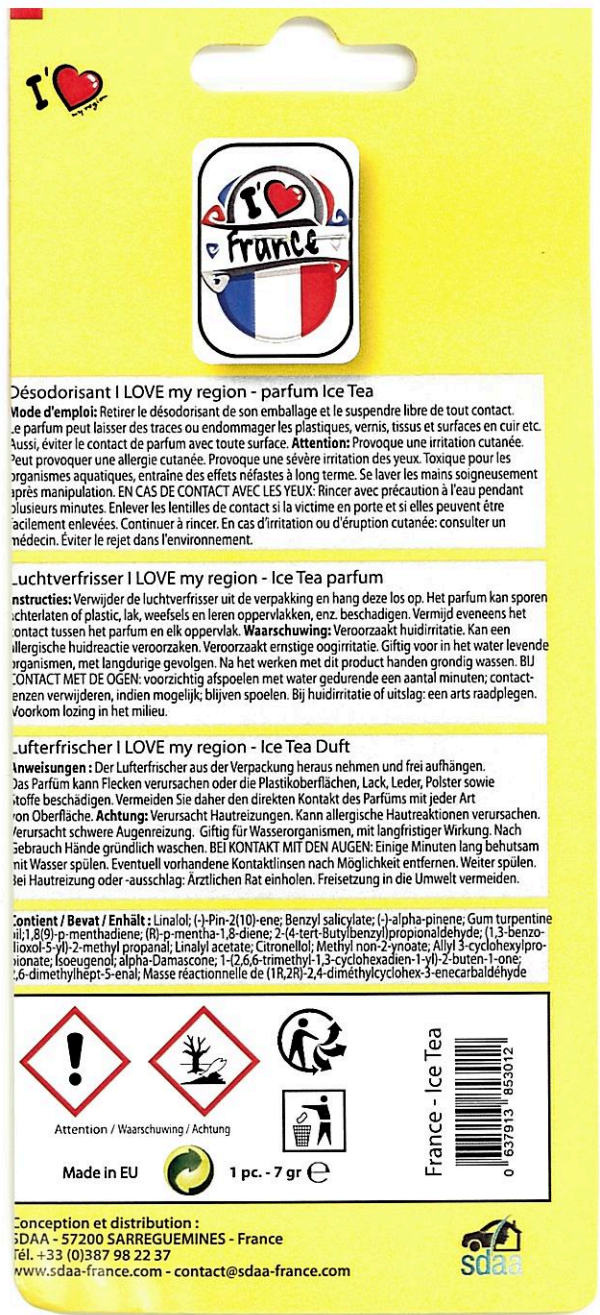 I'❤
my region
I'❤
France
Désodorisant I LOVE my region - parfum Ice Tea
Mode d'emploi: Retirer le désodorisant de son emballage et le suspendre libre de tout contact.
Le parfum peut laisser des traces ou endommager les plastiques, vernis, tissus et surfaces en cuir etc.
Aussi, éviter le contact de parfum avec toute surface. Attention: Provoque une irritation cutanée.
Peut provoquer une allergie cutanée. Provoque une sévère irritation des yeux. Toxique pour les
organismes aquatiques, entraîne des effets néfastes à long terme. Se laver les mains soigneusement
après manipulation. EN CAS DE CONTACT AVEC LES YEUX: Rincer avec précaution à l'eau pendant
plusieurs minutes. Enlever les lentilles de contact si la victime en porte et si elles peuvent être
facilement enlevées. Continuer à rincer. En cas d'irritation ou d'éruption cutanée: consulter un
médecin. Éviter le rejet dans l'environnement.
Luchtverfrisser I LOVE my region - Ice Tea parfum
Instructies: Verwijder de luchtverfrisser uit de verpakking en hang deze los op. Het parfum kan sporen
achterlaten of plastic, lak, weefsels en leren oppervlakken, enz. beschadigen. Vermijd eveneens het
contact tussen het parfum en elk oppervlak. Waarschuwing: Veroorzaakt huidirritatie. Kan een
allergische huidreactie veroorzaken. Veroorzaakt ernstige oogirritatie. Giftig voor in het water levende
organismen, met langdurige gevolgen. Na het werken met dit product handen grondig wassen. BIJ
CONTACT MET DE OGEN: voorzichtig afspoelen met water gedurende een aantal minuten; contact-
lenzen verwijderen, indien mogelijk; blijven spoelen. Bij huidirritatie of uitslag: een arts raadplegen.
Voorkom lozing in het milieu.
Lufterfrischer I LOVE my region - Ice Tea Duft
Anweisungen : Der Lufterfrischer aus der Verpackung heraus nehmen und frei aufhängen.
Das Parfüm kann Flecken verursachen oder die Plastikoberflächen, Lack, Leder, Polster sowie
Stoffe beschädigen. Vermeiden Sie daher den direkten Kontakt des Parfüms mit jeder Art
von Oberfläche. Achtung: Verursacht Hautreizungen. Kann allergische Hautreaktionen verursachen.
Verursacht schwere Augenreizung. Giftig für Wasserorganismen, mit langfristiger Wirkung. Nach
Gebrauch Hände gründlich waschen. BEI KONTAKT MIT DEN AUGEN: Einige Minuten lang behutsam
mit Wasser spülen. Eventuell vorhandene Kontaktlinsen nach Möglichkeit entfernen. Weiter spülen.
Bei Hautreizung oder -ausschlag: Ärztlichen Rat einholen. Freisetzung in die Umwelt vermeiden.
Contient / Bevat / Enhält : Linalol; (-)-Pin-2(10)-ene; Benzyl salicylate; (-)-alpha-pinene; Gum turpentine
oil;1,8(9)-p-menthadiene; (R)-p-mentha-1,8-diene; 2-(4-tert-Butylbenzyl)propionaldehyde; (1,3-benzo-
dioxol-5-yl)-2-methyl propanal; Linalyl acetate; Citronellol; Methyl non-2-ynoate; Allyl 3-cyclohexylpro-
pionate; Isoeugenol; alpha-Damascone; 1-(2,6,6-trimethyl-1,3-cyclohexadien-1-yl)-2-buten-1-one;
2,6-dimethylhept-5-enal; Masse réactionnelle de (1R,2R)-2,4-diméthylcyclohex-3-enecarbaldéhyde
Attention / Waarschuwing / Achtung
Made in EU
1 pc. - 7 gr ℮
France - Ice Tea
0 637913 853012
Conception et distribution :
SDAA - 57200 SARREGUEMINES - France
Tél. +33 (0)387 98 22 37
www.sdaa-france.com - contact@sdaa-france.com
sdaa